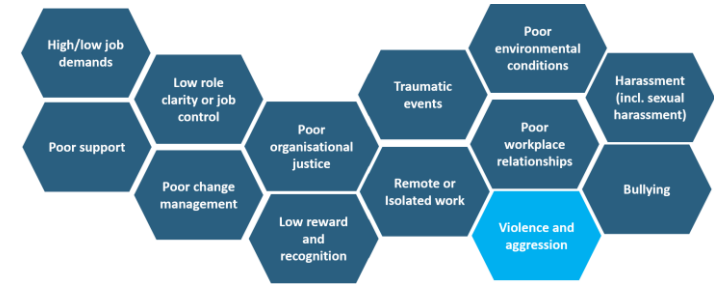 High/low job
demands
Poor support
Low role
clarity or job
control
Poor change
management
Poor
organisational
justice
Low reward
and
recognition
Traumatic
events
Remote or
Isolated work
Poor
environmental
conditions
Poor
workplace
relationships
Violence and
aggression
Harassment
(incl. sexual
harassment)
Bullying